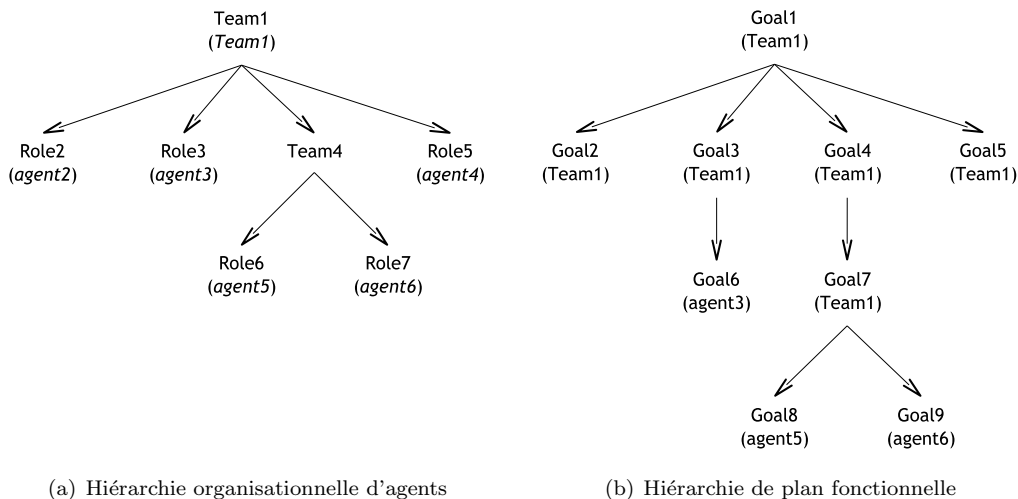 Team1
(Team1)
Role2
(agent2)
Role3
(agent3)
Team4
Role5
(agent4)
Role6
(agent5)
Role7
(agent6)
(a) Hiérarchie organisationnelle d'agents
Goal1
(Team1)
Goal2
(Team1)
Goal3
(Team1)
Goal4
(Team1)
Goal5
(Team1)
Goal6
(agent3)
Goal7
(Team1)
Goal8
(agent5)
Goal9
(agent6)
(b) Hiérarchie de plan fonctionnelle